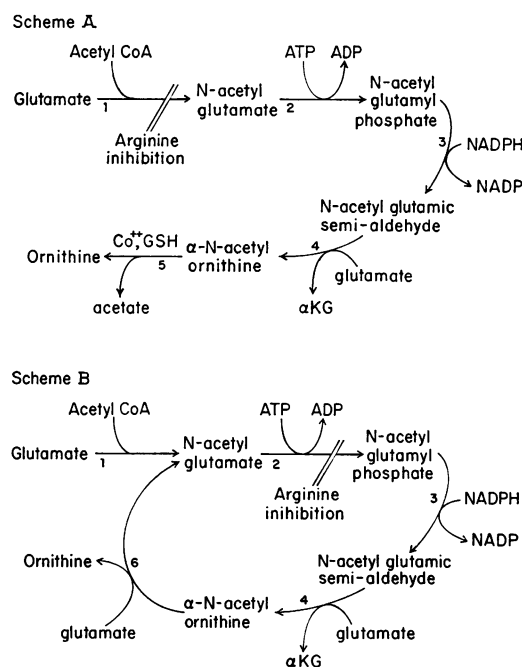 Scheme A
Acetyl CoA
ATP
ADP
Glutamate
1
N-acetyl
glutamate
2
N-acetyl
glutamyl
phosphate
Arginine
inihibition
3
NADPH
NADP
N-acetyl glutamic
semi-aldehyde
Ornithine
Co++, GSH
5
α-N-acetyl
ornithine
4
glutamate
acetate
αKG
Scheme B
Acetyl CoA
ATP
ADP
Glutamate
1
N-acetyl
glutamate
2
N-acetyl
glutamyl
phosphate
Arginine
inihibition
3
NADPH
NADP
N-acetyl glutamic
semi-aldehyde
Ornithine
6
α-N-acetyl
ornithine
4
glutamate
glutamate
αKG